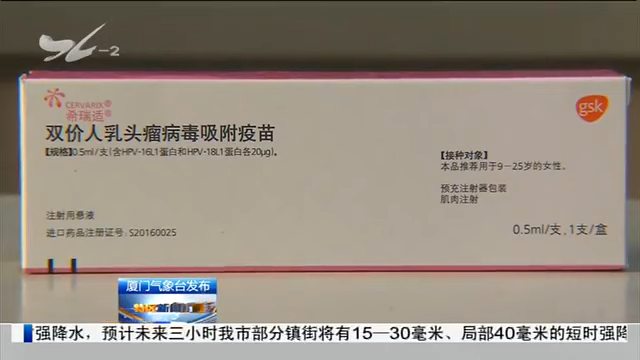 -2
CERVARIX®
希瑞适®
gsk
双价人乳头瘤病毒吸附疫苗
【规格】0.5ml/支(含HPV-16L1蛋白和HPV-18L1蛋白各20μg)。
【接种对象】
本品推荐用于9－25岁的女性。
预充注射器包装
肌肉注射
注射用悬液
进口药品注册证号: S20160025
0.5ml/支, 1支/盒
厦门气象台发布
特区新闻广场
强降水，预计未来三小时我市部分镇街将有15—30毫米、局部40毫米的短时强降